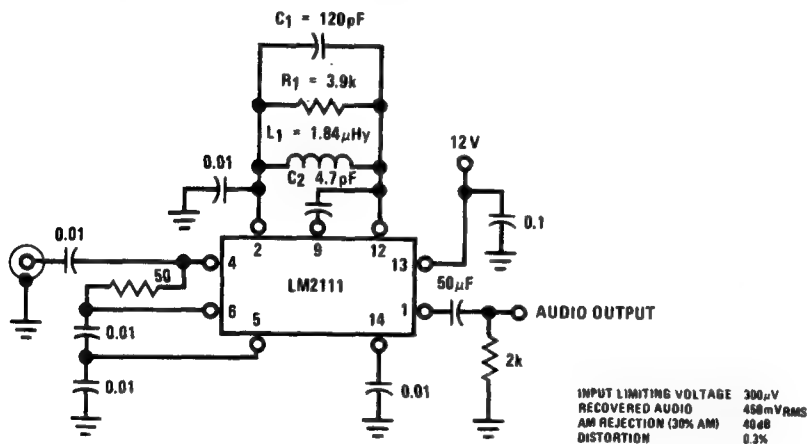 C1 = 120pF
R1 = 3.9k
L1 = 1.84μHy
C2 4.7pF
12 V
0.01
0.1
2
9
12
0.01
4
50
13
LM2111
50μF
6
5
14
1
AUDIO OUTPUT
0.01
0.01
0.01
2k
INPUT LIMITING VOLTAGE 300μV
RECOVERED AUDIO 450mVRMS
AM REJECTION (30% AM) 40dB
DISTORTION 0.3%